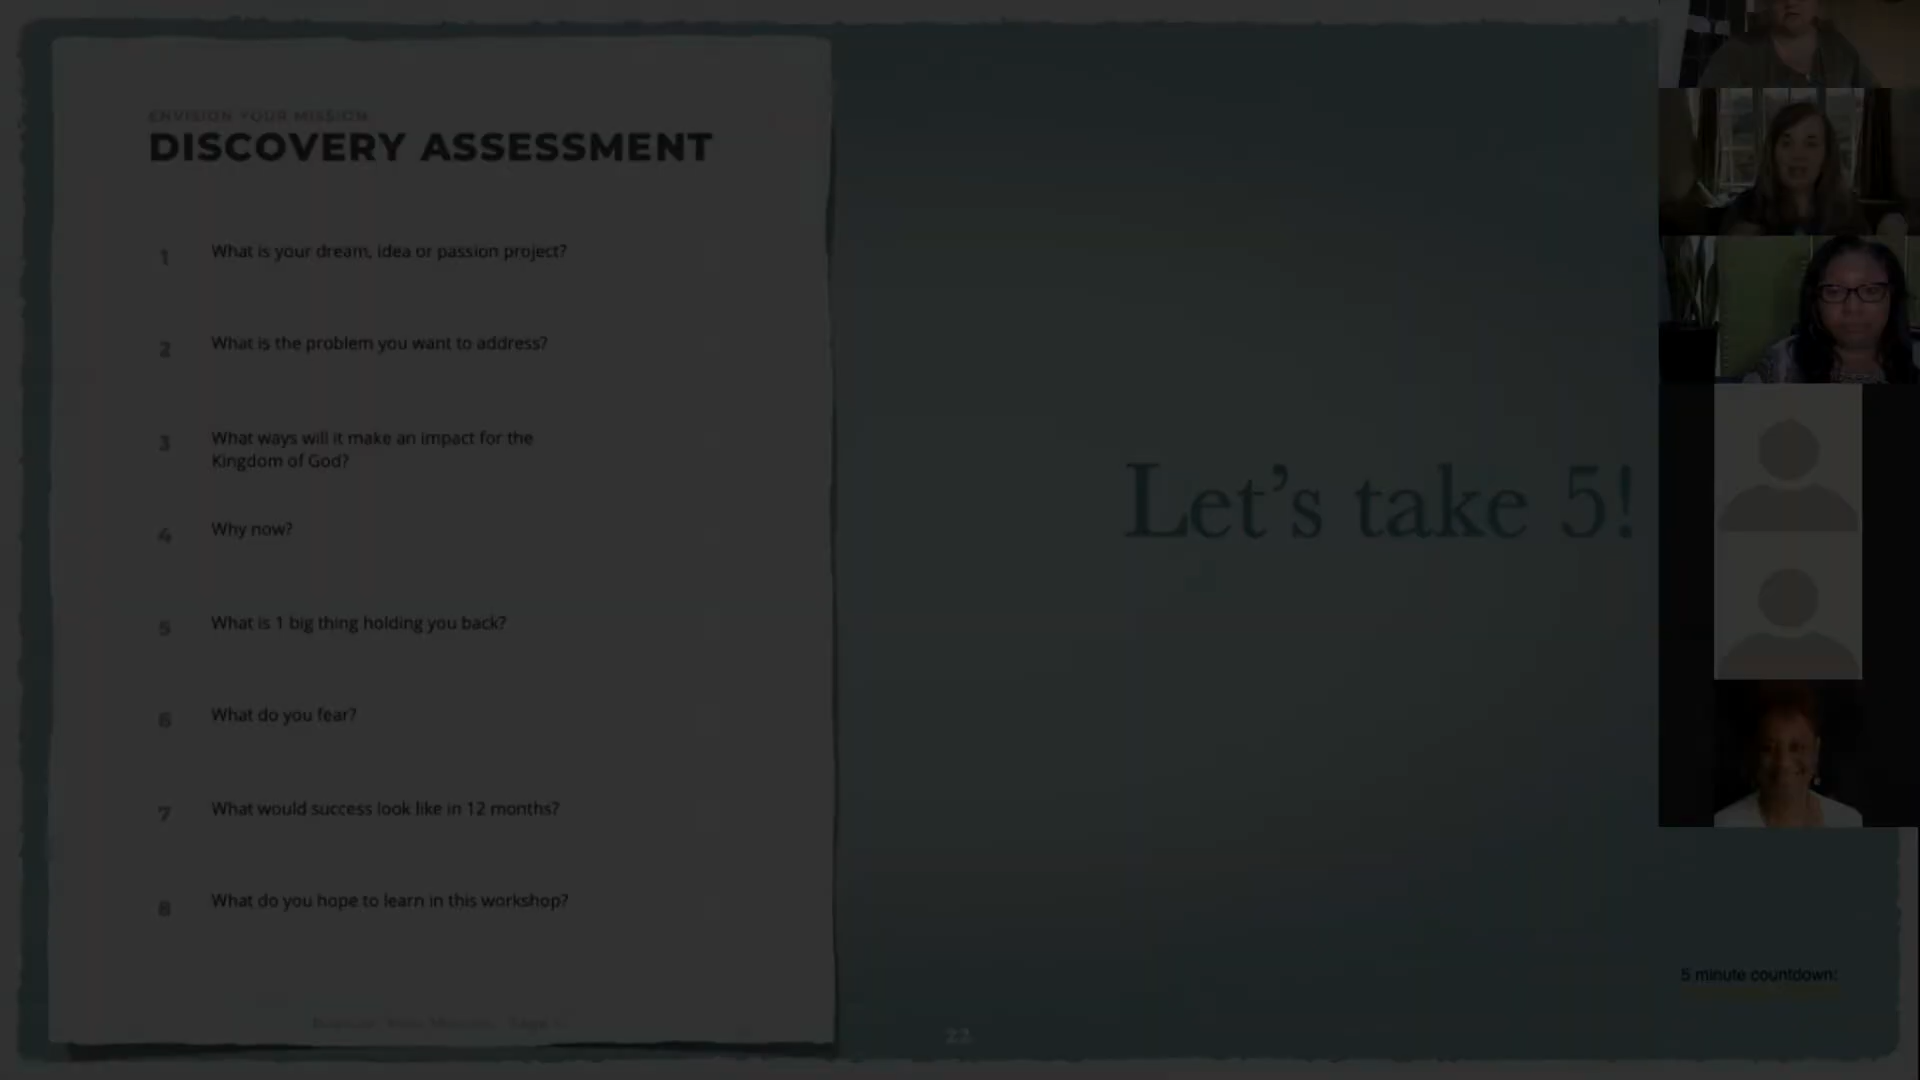 ENVISION YOUR MISSION
DISCOVERY ASSESSMENT
1 What is your dream, idea or passion project?
2 What is the problem you want to address?
3 What ways will it make an impact for the
Kingdom of God?
4 Why now?
5 What is 1 big thing holding you back?
6 What do you fear?
7 What would success look like in 12 months?
8 What do you hope to learn in this workshop?
Let's take 5!
5 minute countdown: